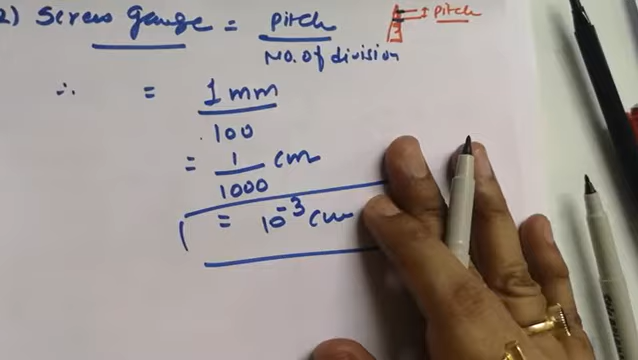 2) Screw gauge = Pitch
No. of division
Pitch
∴ = 1 mm
100
= 1 cm
1000
= 10⁻³ cm